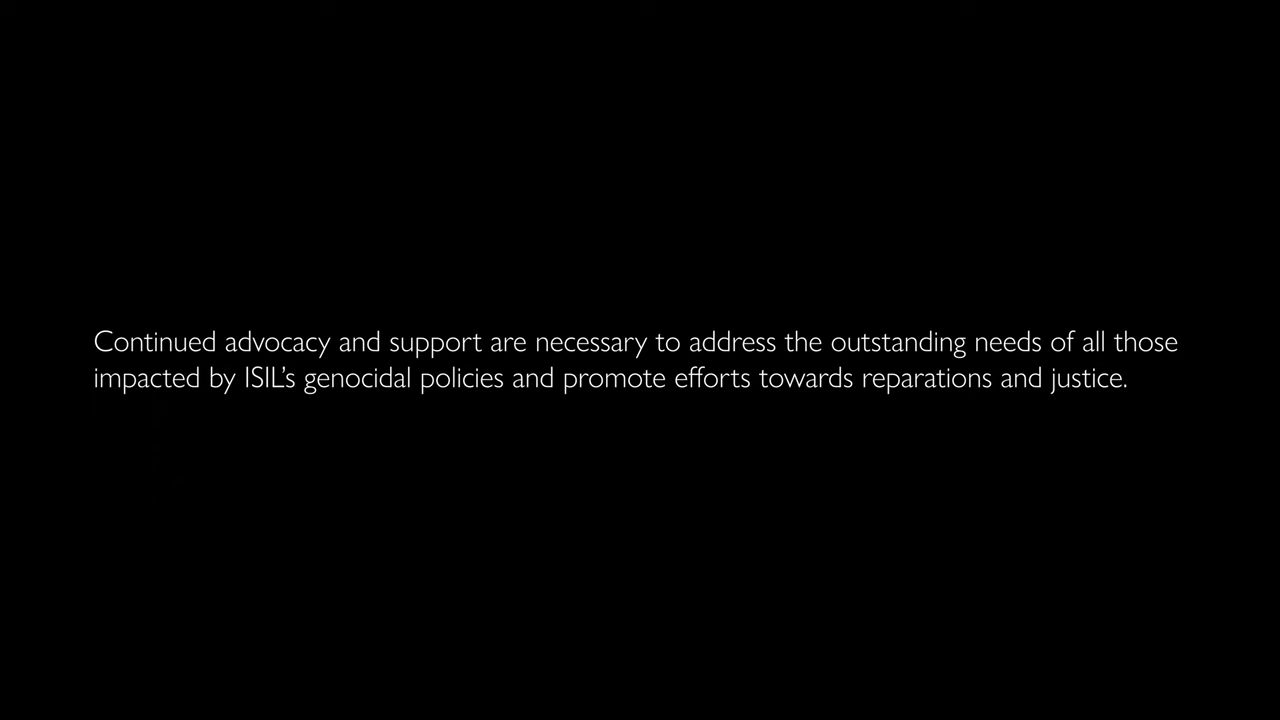 Continued advocacy and support are necessary to address the outstanding needs of all those
impacted by ISIL’s genocidal policies and promote efforts towards reparations and justice.